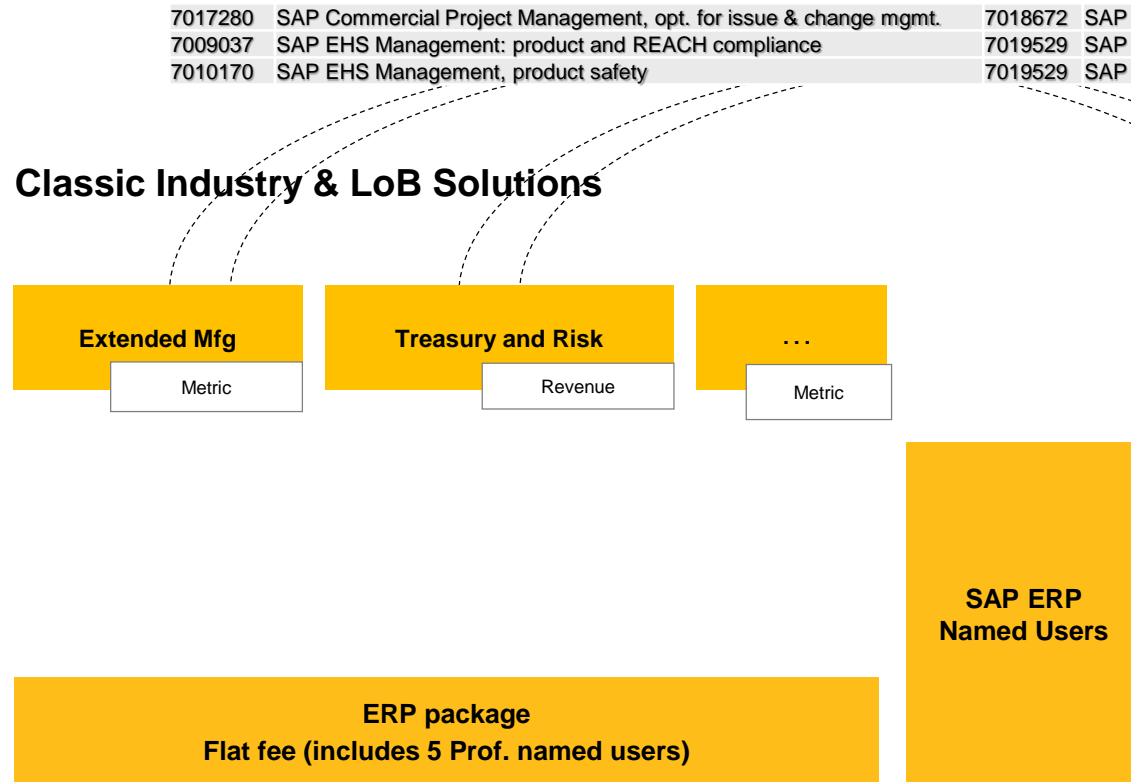 7017280 SAP Commercial Project Management, opt. for issue & change mgmt. 7018672 SAP
7009037 SAP EHS Management: product and REACH compliance 7019529 SAP
7010170 SAP EHS Management, product safety 7019529 SAP
Classic Industry & LoB Solutions
Extended Mfg
Metric
Treasury and Risk
Revenue
...
Metric
SAP ERP
Named Users
ERP package
Flat fee (includes 5 Prof. named users)